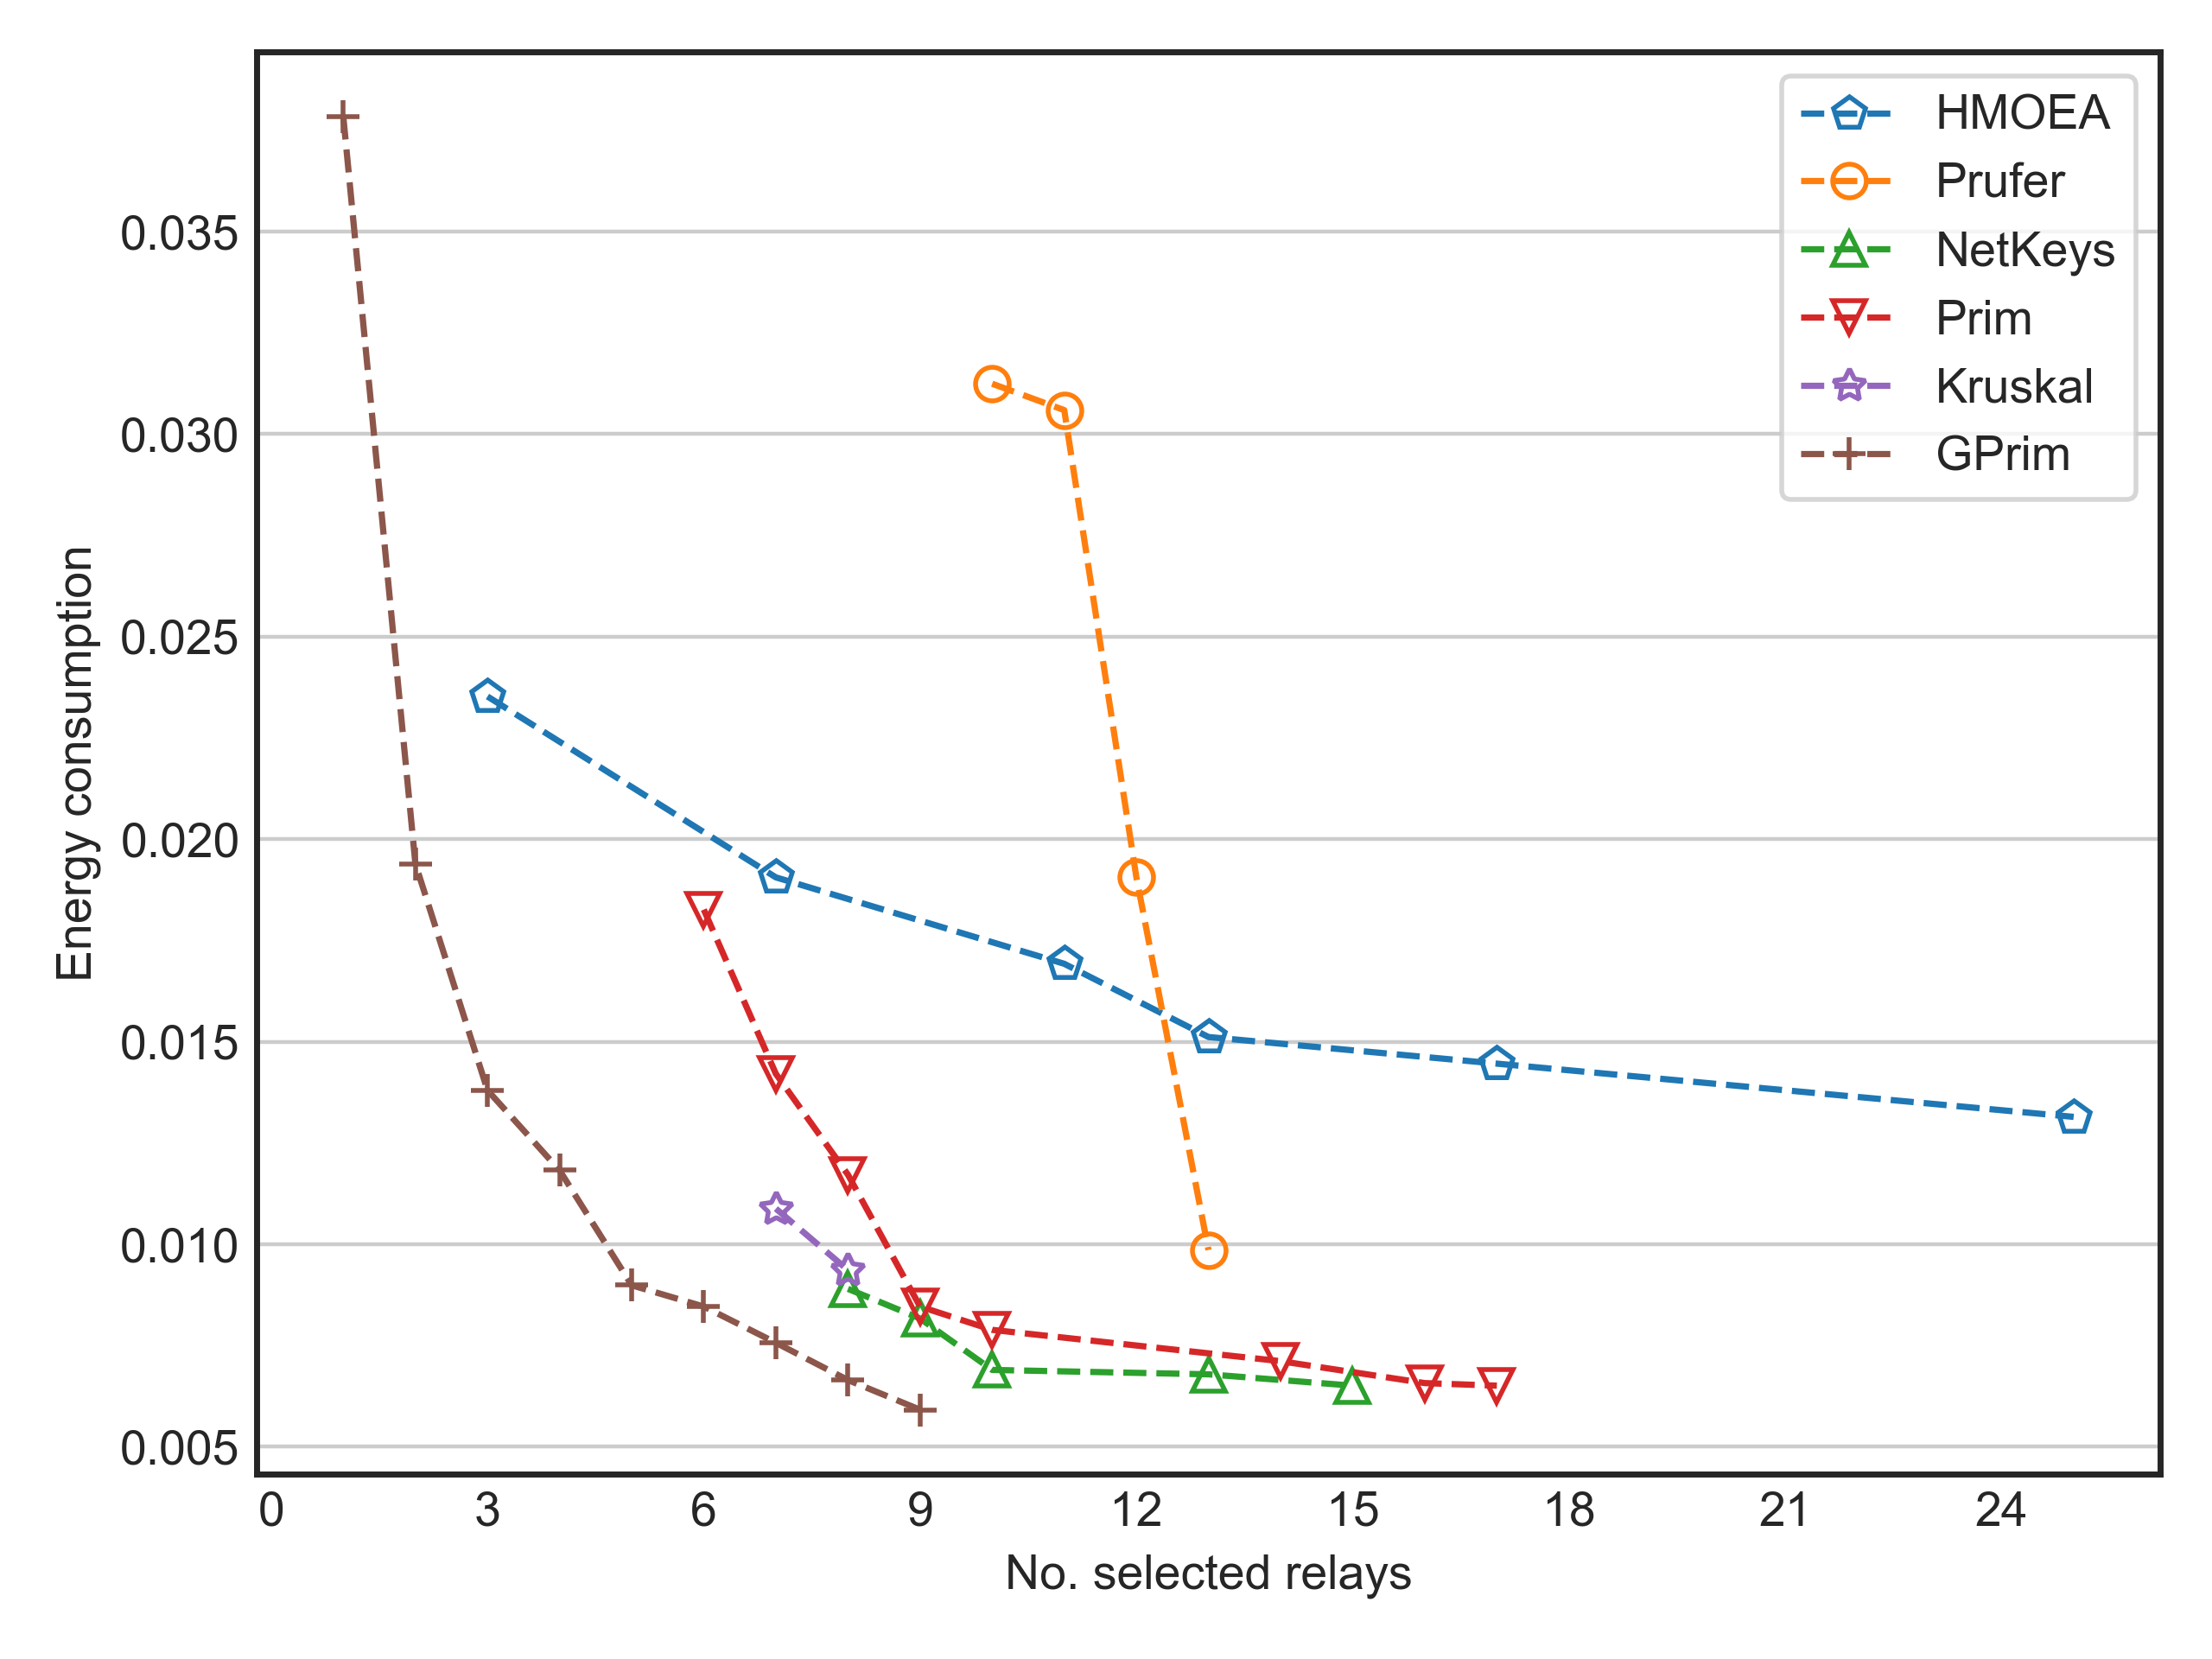 HMOEA
Prufer
NetKeys
Prim
Kruskal
GPrim
Energy consumption
0.035
0.030
0.025
0.020
0.015
0.010
0.005
0 3 6 9 12 15 18 21 24
No. selected relays